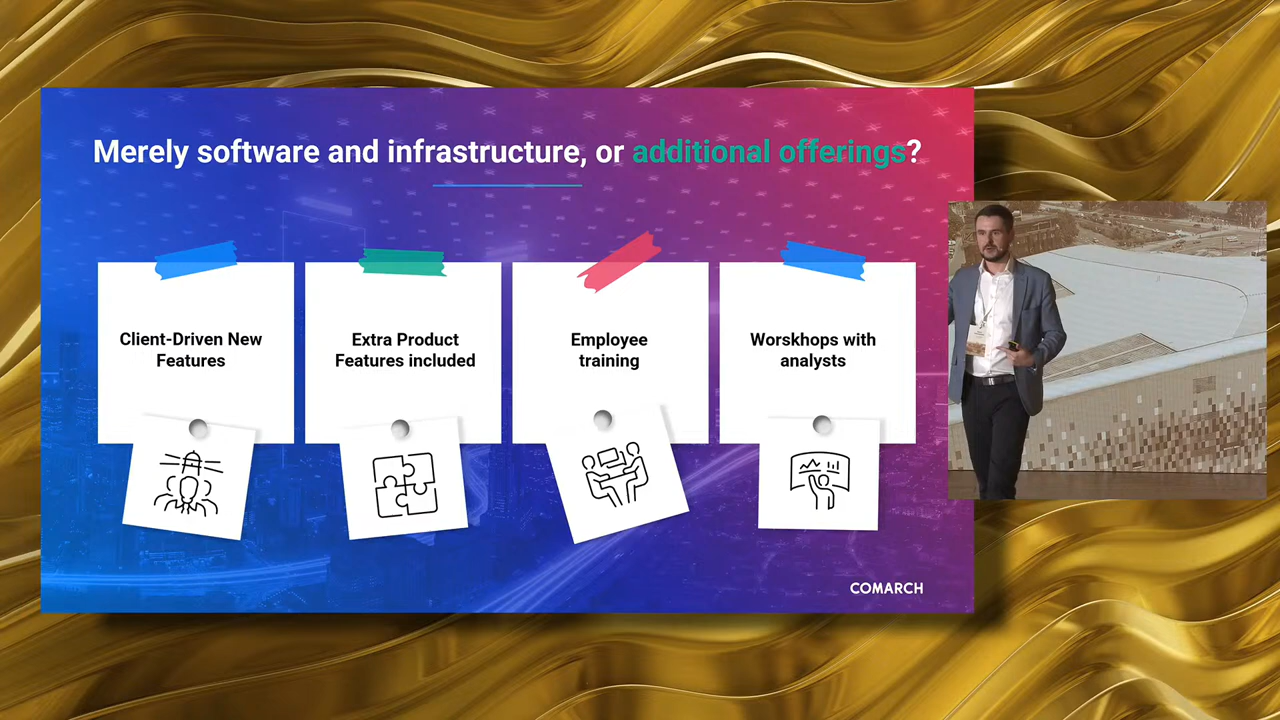 Merely software and infrastructure, or additional offerings?
Client-Driven New
Features
Extra Product
Features included
Employee
training
Worskhops with
analysts
COMARCH